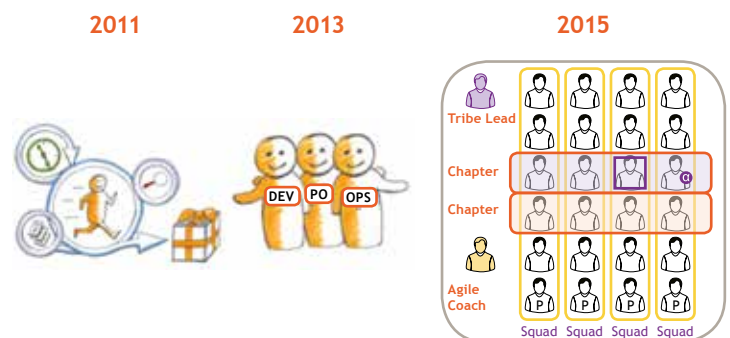 2011
2013
2015
DEV
PO
OPS
Tribe Lead
Chapter
Chapter
Agile
Coach
P
P
P
P
Squad
Squad
Squad
Squad